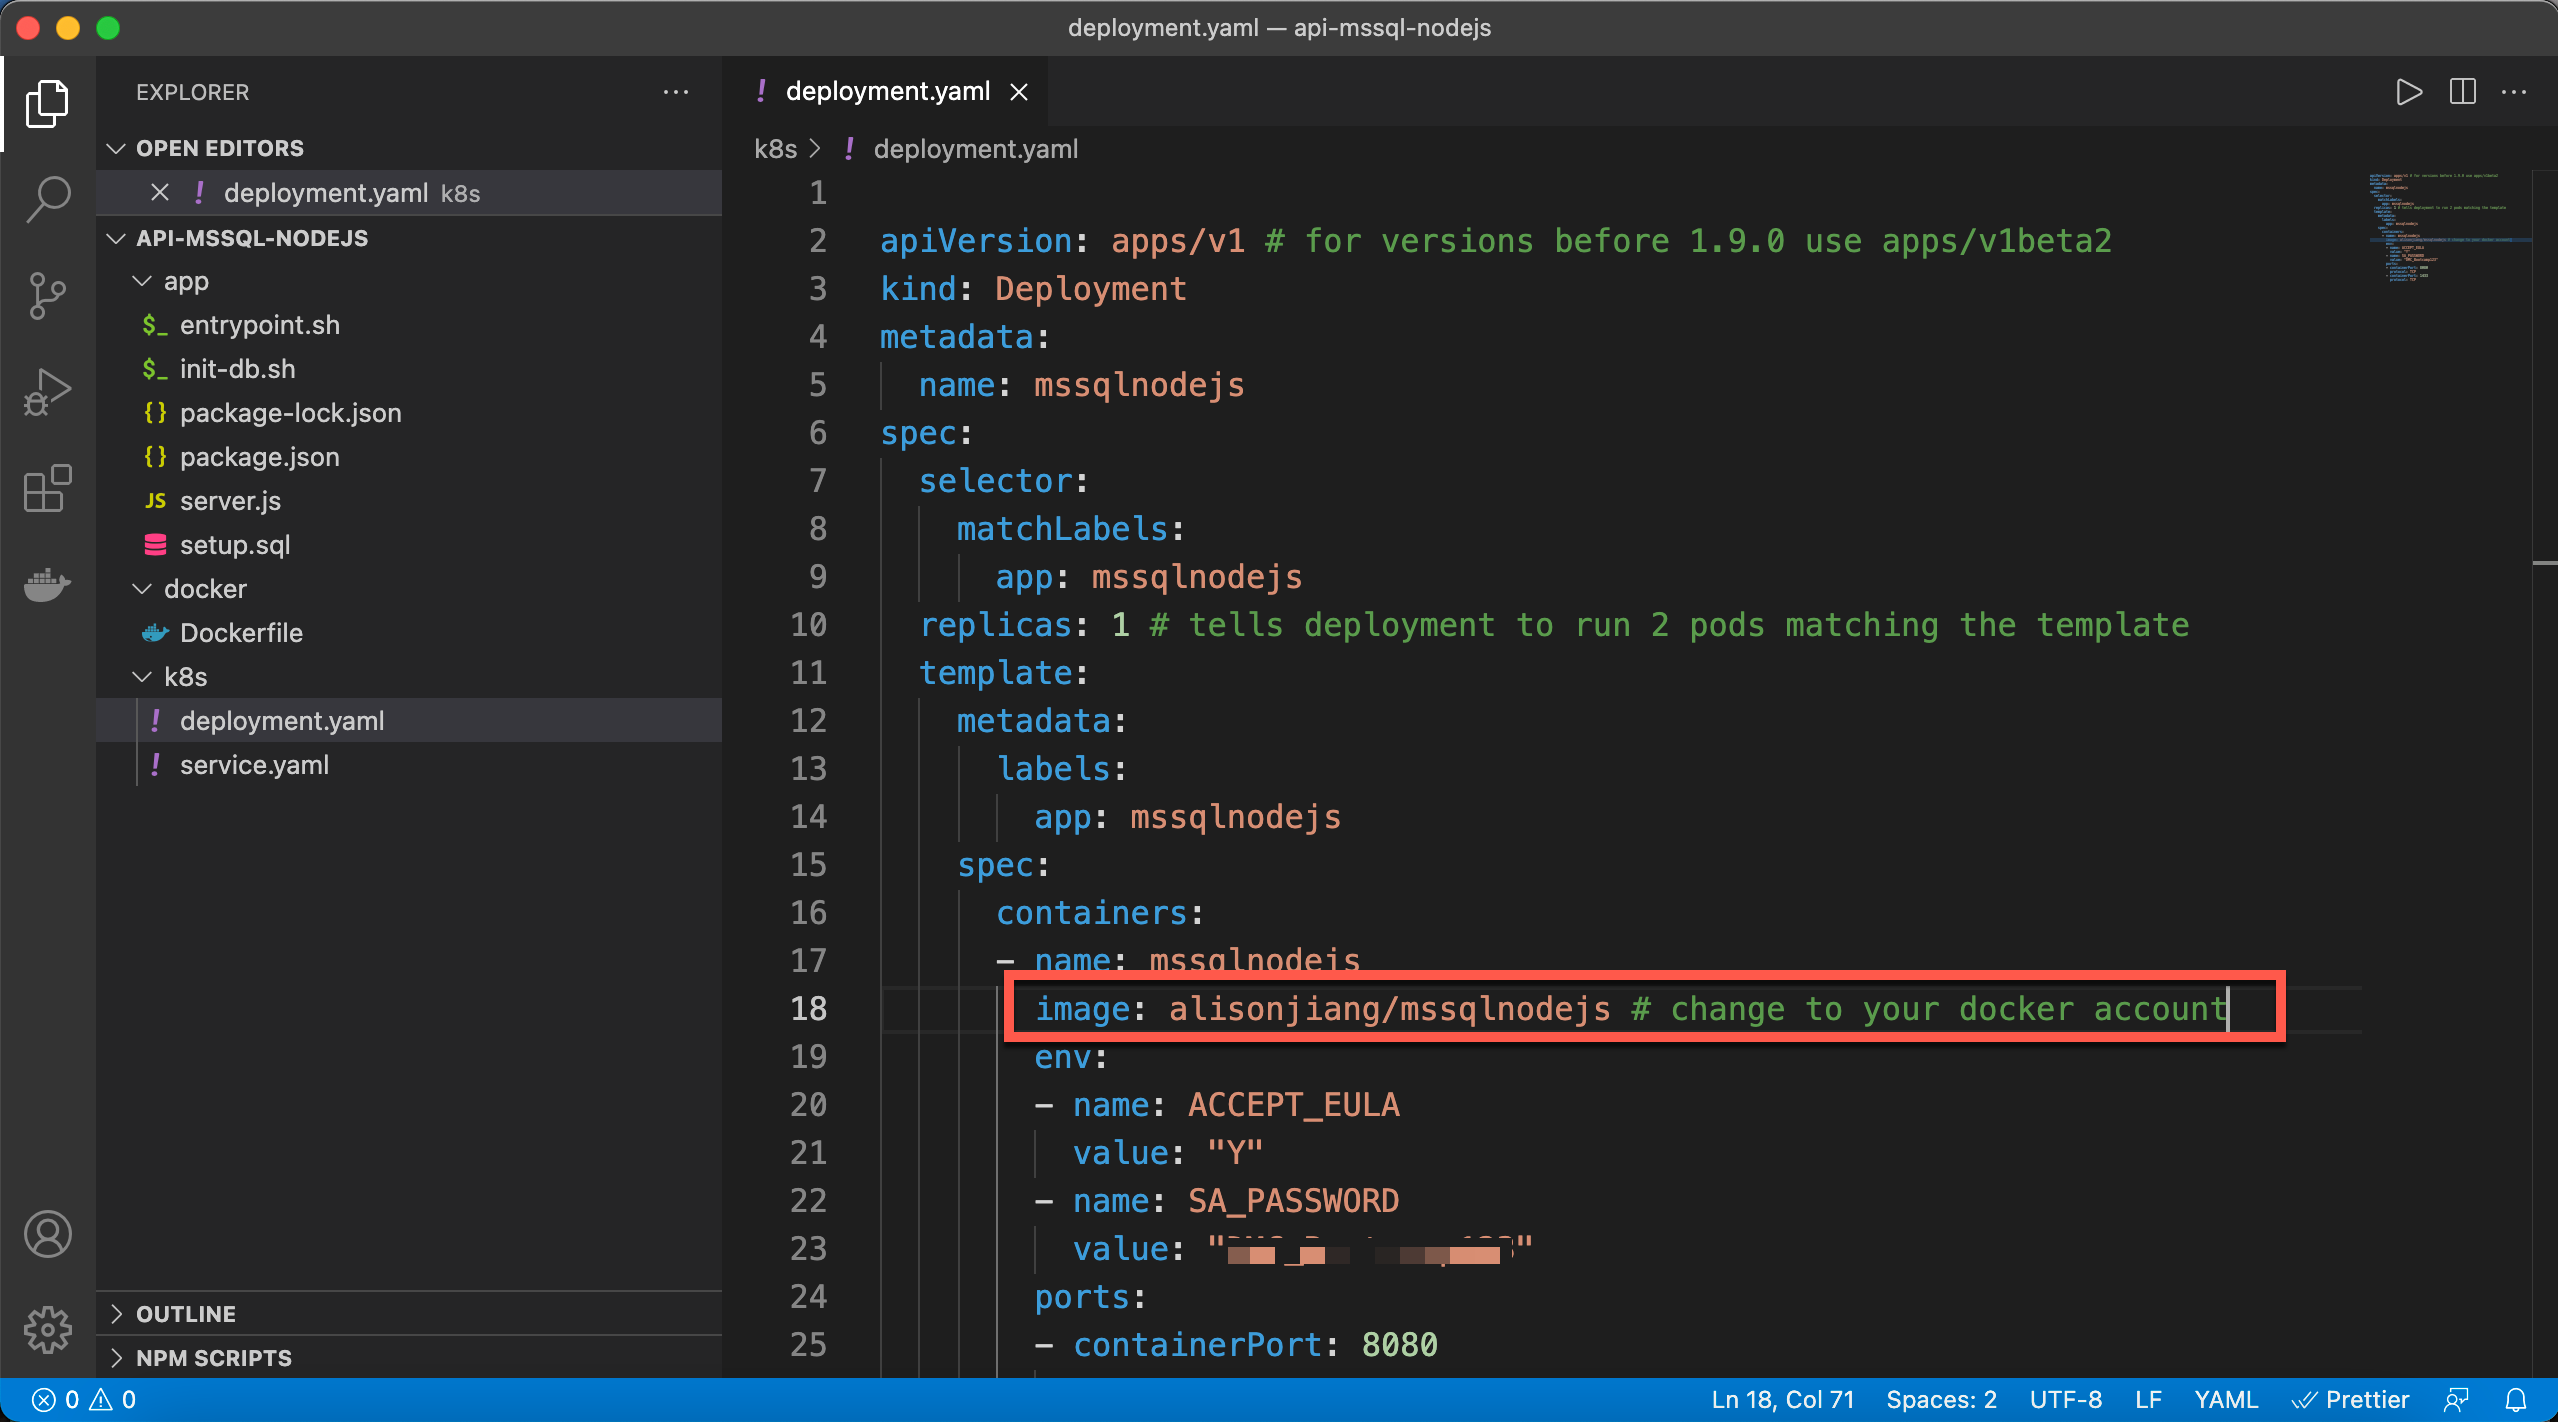 deployment.yaml — api-mssql-nodejs
EXPLORER
OPEN EDITORS
deployment.yaml k8s
API-MSSQL-NODEJS
app
$_ entrypoint.sh
$_ init-db.sh
{} package-lock.json
{} package.json
JS server.js
setup.sql
docker
Dockerfile
k8s
! deployment.yaml
! service.yaml
OUTLINE
NPM SCRIPTS
! deployment.yaml
k8s > ! deployment.yaml
1
2 apiVersion: apps/v1 # for versions before 1.9.0 use apps/v1beta2
3 kind: Deployment
4 metadata:
5 name: mssqlnodejs
6 spec:
7 selector:
8 matchLabels:
9 app: mssqlnodejs
10 replicas: 1 # tells deployment to run 2 pods matching the template
11 template:
12 metadata:
13 labels:
14 app: mssqlnodejs
15 spec:
16 containers:
17 - name: mssqlnodejs
18 image: alisonjiang/mssqlnodejs # change to your docker account
19 env:
20 - name: ACCEPT_EULA
21 value: "Y"
22 - name: SA_PASSWORD
23 value:
24 ports:
25 - containerPort: 8080
0 0
Ln 18, Col 71 Spaces: 2 UTF-8 LF YAML Prettier